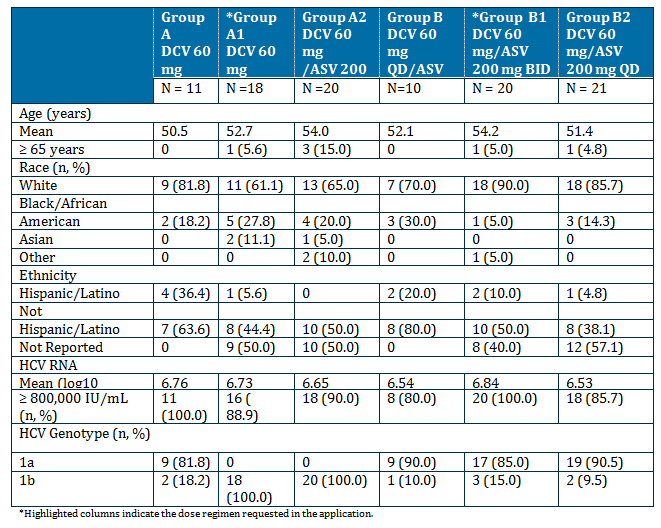 Group A DCV 60 mg | *Group A1 DCV 60 mg | Group A2 DCV 60 mg /ASV 200 | Group B DCV 60 mg QD/ASV | *Group B1 DCV 60 mg/ASV 200 mg BID | Group B2 DCV 60 mg/ASV 200 mg QD
N = 11 | N =18 | N =20 | N=10 | N = 20 | N = 21
Age (years)
Mean | 50.5 | 52.7 | 54.0 | 52.1 | 54.2 | 51.4
≥ 65 years | 0 | 1 (5.6) | 3 (15.0) | 0 | 1 (5.0) | 1 (4.8)
Race (n, %)
White | 9 (81.8) | 11 (61.1) | 13 (65.0) | 7 (70.0) | 18 (90.0) | 18 (85.7)
Black/African
American | 2 (18.2) | 5 (27.8) | 4 (20.0) | 3 (30.0) | 1 (5.0) | 3 (14.3)
Asian | 0 | 2 (11.1) | 1 (5.0) | 0 | 0 | 0
Other | 0 | 0 | 2 (10.0) | 0 | 1 (5.0) | 0
Ethnicity
Hispanic/Latino | 4 (36.4) | 1 (5.6) | 0 | 2 (20.0) | 2 (10.0) | 1 (4.8)
Not
Hispanic/Latino | 7 (63.6) | 8 (44.4) | 10 (50.0) | 8 (80.0) | 10 (50.0) | 8 (38.1)
Not Reported | 0 | 9 (50.0) | 10 (50.0) | 0 | 8 (40.0) | 12 (57.1)
HCV RNA
Mean (log10 | 6.76 | 6.73 | 6.65 | 6.54 | 6.84 | 6.53
≥ 800,000 IU/mL (n, %) | 11 (100.0) | 16 ( 88.9) | 18 (90.0) | 8 (80.0) | 20 (100.0) | 18 (85.7)
HCV Genotype (n, %)
1a | 9 (81.8) | 0 | 0 | 9 (90.0) | 17 (85.0) | 19 (90.5)
1b | 2 (18.2) | 18 (100.0) | 20 (100.0) | 1 (10.0) | 3 (15.0) | 2 (9.5)
*Highlighted columns indicate the dose regimen requested in the application.